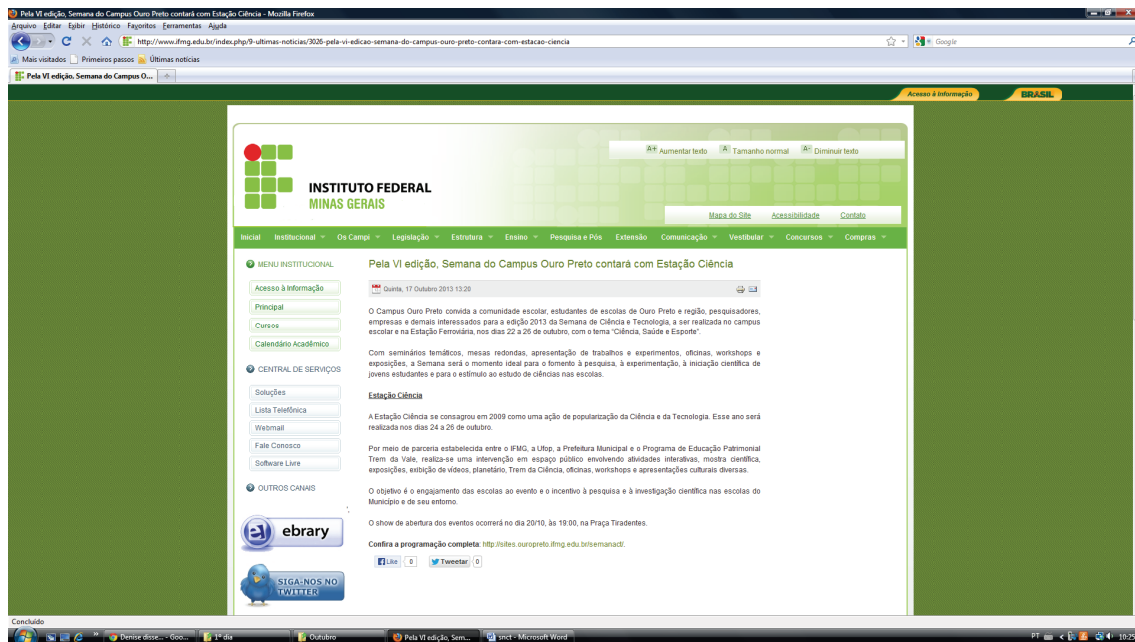 Pela VI edição, Semana do Campus Ouro Preto contará com Estação Ciência - Mozilla Firefox
Arquivo Editar Exibir Histórico Favoritos Ferramentas Ajuda
http://www.ifmg.edu.br/index.php/9-ultimas-noticias/3026-pela-vi-edicao-semana-do-campus-ouro-preto-contara-com-estacao-ciencia
Google
Mais visitados Primeiros passos Últimas notícias
Pela VI edição, Semana do Campus O...
Acesso à Informação BRASIL
A+ Aumentar texto A Tamanho normal A- Diminuir texto
INSTITUTO FEDERAL
MINAS GERAIS
Mapa do Site Acessibilidade Contato
Inicial Institucional Os Campi Legislação Estrutura Ensino Pesquisa e Pós Extensão Comunicação Vestibular Concursos Compras
MENU INSTITUCIONAL
Acesso à Informação
Principal
Cursos
Calendário Acadêmico
CENTRAL DE SERVIÇOS
Soluções
Lista Telefônica
Webmail
Fale Conosco
Software Livre
OUTROS CANAIS
ebrary
SIGA-NOS NO
TWITTER
Pela VI edição, Semana do Campus Ouro Preto contará com Estação Ciência
Quinta, 17 Outubro 2013 13:20
O Campus Ouro Preto convida a comunidade escolar, estudantes de escolas de Ouro Preto e região, pesquisadores,
empresas e demais interessados para a edição 2013 da Semana de Ciência e Tecnologia, a ser realizada no campus
escolar e na Estação Ferroviária, nos dias 22 a 26 de outubro, com o tema "Ciência, Saúde e Esporte".
Com seminários temáticos, mesas redondas, apresentação de trabalhos e experimentos, oficinas, workshops e
exposições, a Semana será o momento ideal para o fomento à pesquisa, à experimentação, à iniciação científica de
jovens estudantes e para o estímulo ao estudo de ciências nas escolas.
Estação Ciência
A Estação Ciência se consagrou em 2009 como uma ação de popularização da Ciência e da Tecnologia. Esse ano será
realizada nos dias 24 a 26 de outubro.
Por meio de parceria estabelecida entre o IFMG, a Ufop, a Prefeitura Municipal e o Programa de Educação Patrimonial
Trem da Vale, realiza-se uma intervenção em espaço público envolvendo atividades interativas, mostra científica,
exposições, exibição de vídeos, planetário, Trem da Ciência, oficinas, workshops e apresentações culturais diversas.
O objetivo é o engajamento das escolas ao evento e o incentivo à pesquisa e à investigação científica nas escolas do
Município e de seu entorno.
O show de abertura dos eventos ocorrerá no dia 20/10, às 19:00, na Praça Tiradentes.
Confira a programação completa: http://sites.ouropreto.ifmg.edu.br/semanact/.
Like 0 Tweetar 0
Concluído
Denise disse... - Goo... 1º dia Outubro Pela VI edição, Sem... snct - Microsoft Word PT 10:25